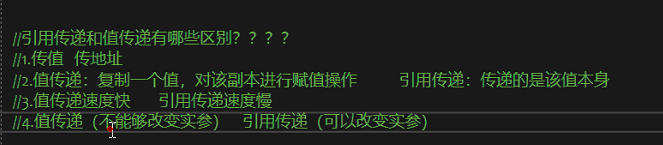 //引用传递和值传递有哪些区别？？？？
//1.传值 传地址
//2.值传递：复制一个值，对该副本进行赋值操作 引用传递：传递的是该值本身
//3.值传递速度快 引用传递速度慢
//4.值传递（不能够改变实参） 引用传递（可以改变实参）